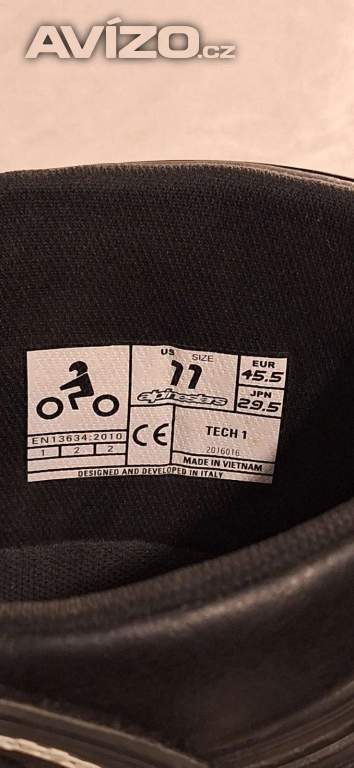 AVÍZO.cz
US SIZE
11
alpinestars
EUR
45.5
JPN
29.5
EN13634:2010
1 2 2
CE
TECH 1
2016016
MADE IN VIETNAM
DESIGNED AND DEVELOPED IN ITALY